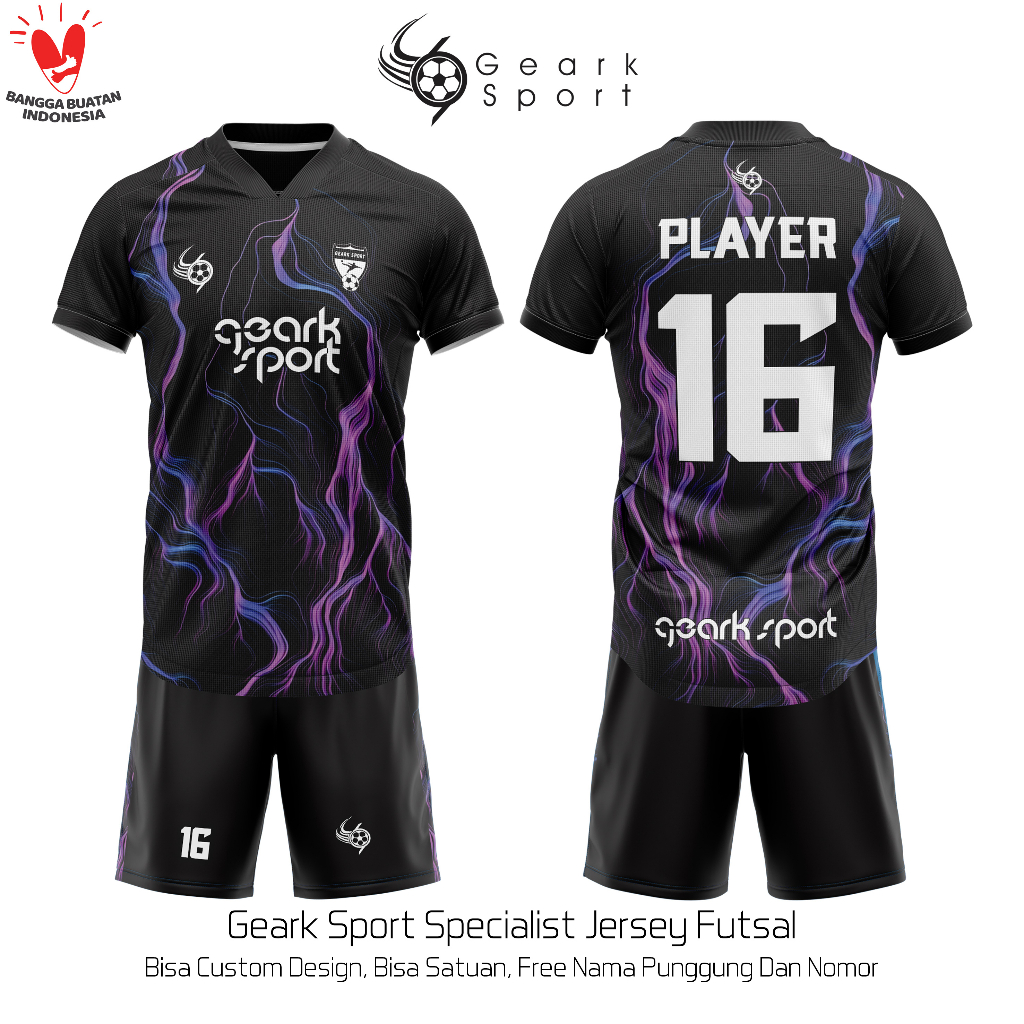 BANGGA BUATAN
INDONESIA
Geark
Sport
GEARK SPORT
geark
sport
16
PLAYER
16
geark sport
Geark Sport Specialist Jersey Futsal
Bisa Custom Design, Bisa Satuan, Free Nama Punggung Dan Nomor